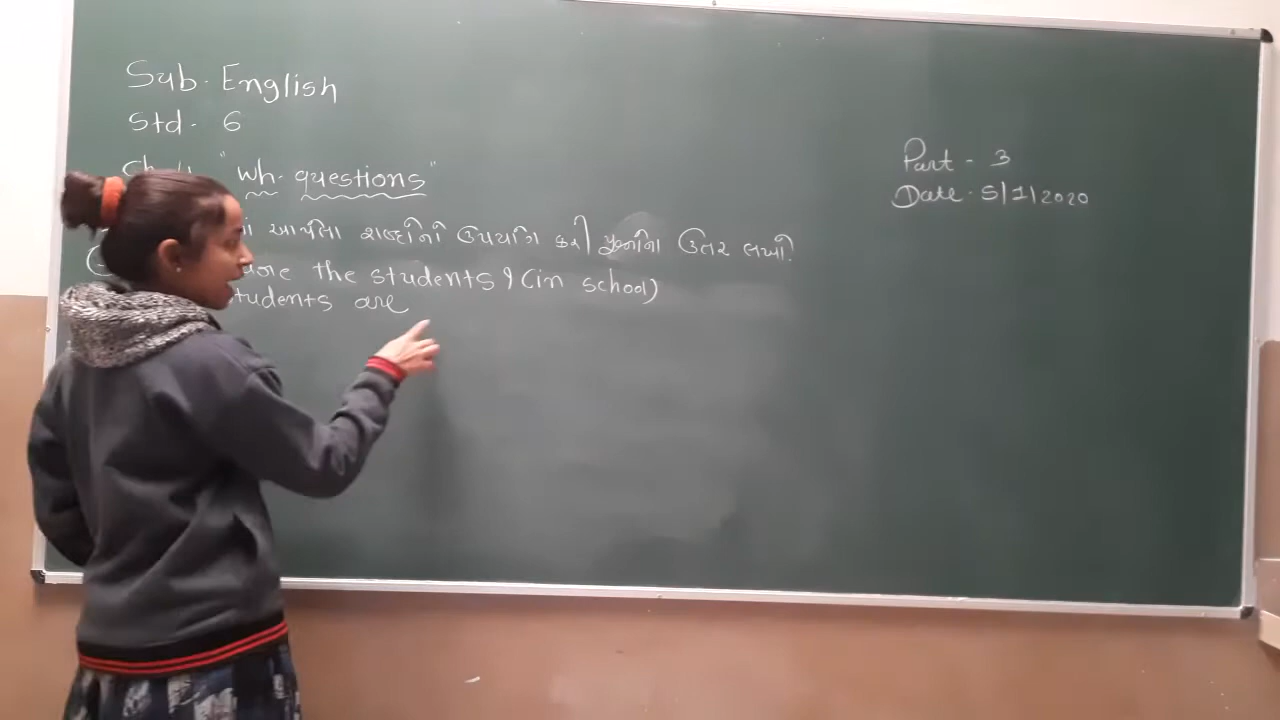 Sub. English
Std - 6
"Wh- questions"
આપેલા શબ્દોનો ઉપયોગ કરી પ્રશ્નોના ઉત્તર લખો.
are the students? (in school)
students are
Part - 3
Date - 5/1/2020